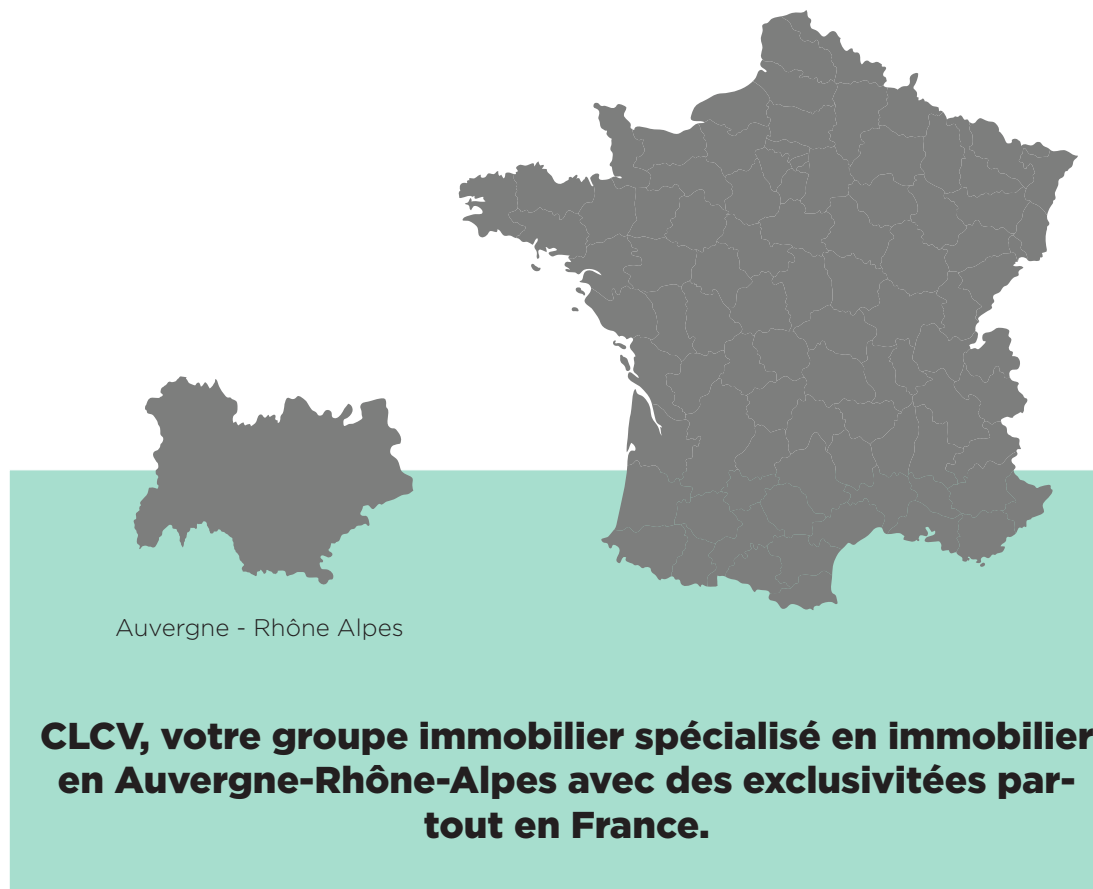 Auvergne - Rhône Alpes
CLCV, votre groupe immobilier spécialisé en immobilier
en Auvergne-Rhône-Alpes avec des exclusivitées par-
tout en France.